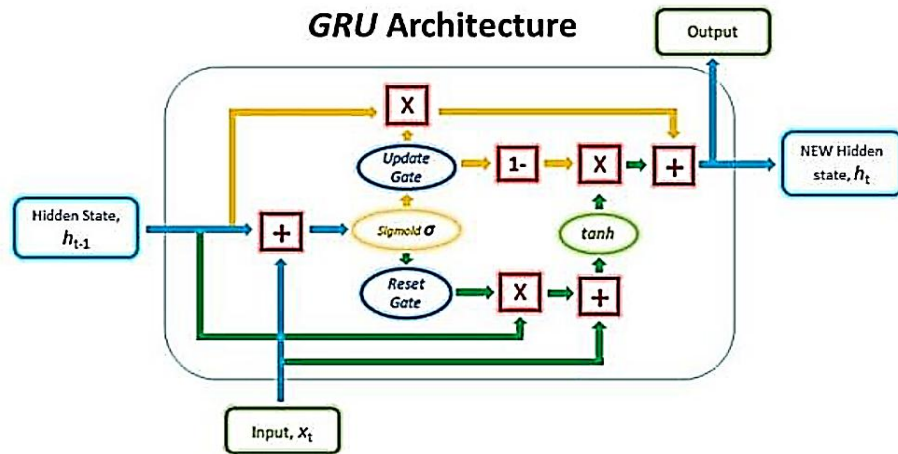 GRU Architecture
Output
X
Update
Gate
1-
X
+
NEW Hidden
state, hₜ
Hidden State,
hₜ₋₁
+
Sigmoid σ
tanh
Reset
Gate
X
+
Input, xₜ